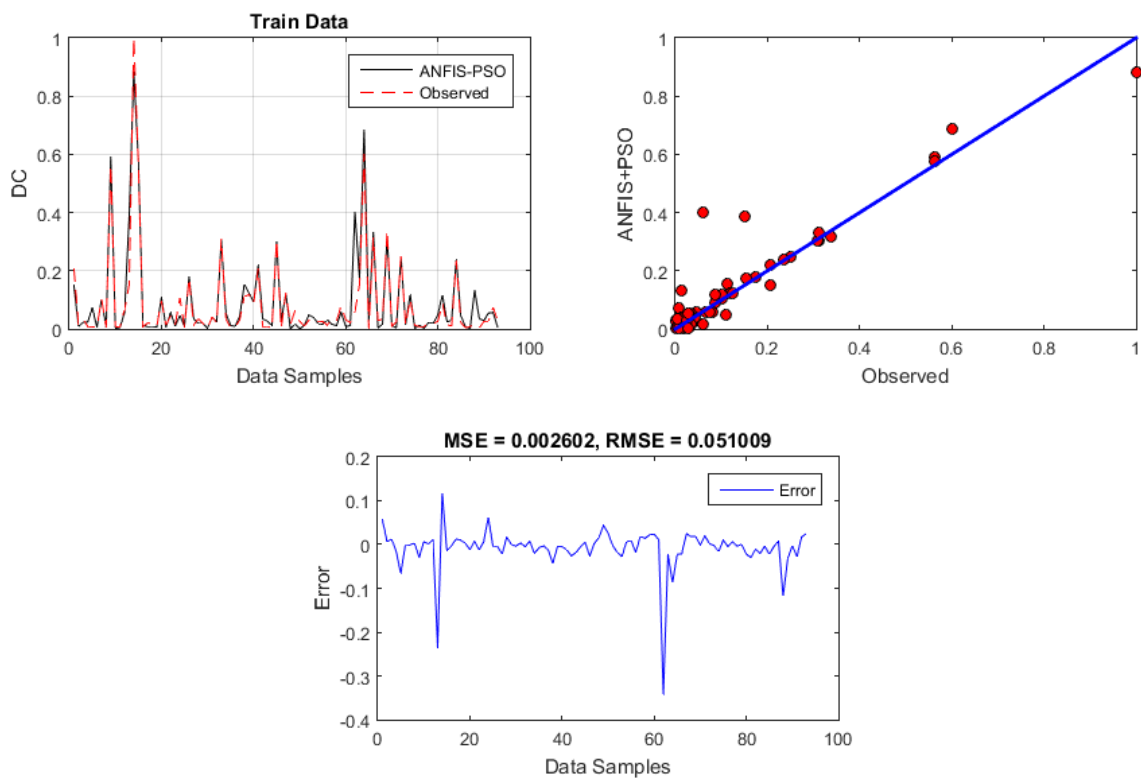 Train Data
DC
1
0.8
0.6
0.4
0.2
0
0 20 40 60 80 100
Data Samples
ANFIS-PSO
Observed
ANFIS+PSO
1
0.8
0.6
0.4
0.2
0
0 0.2 0.4 0.6 0.8 1
Observed
MSE = 0.002602, RMSE = 0.051009
Error
0.2
0.1
0
-0.1
-0.2
-0.3
-0.4
0 20 40 60 80 100
Data Samples
Error